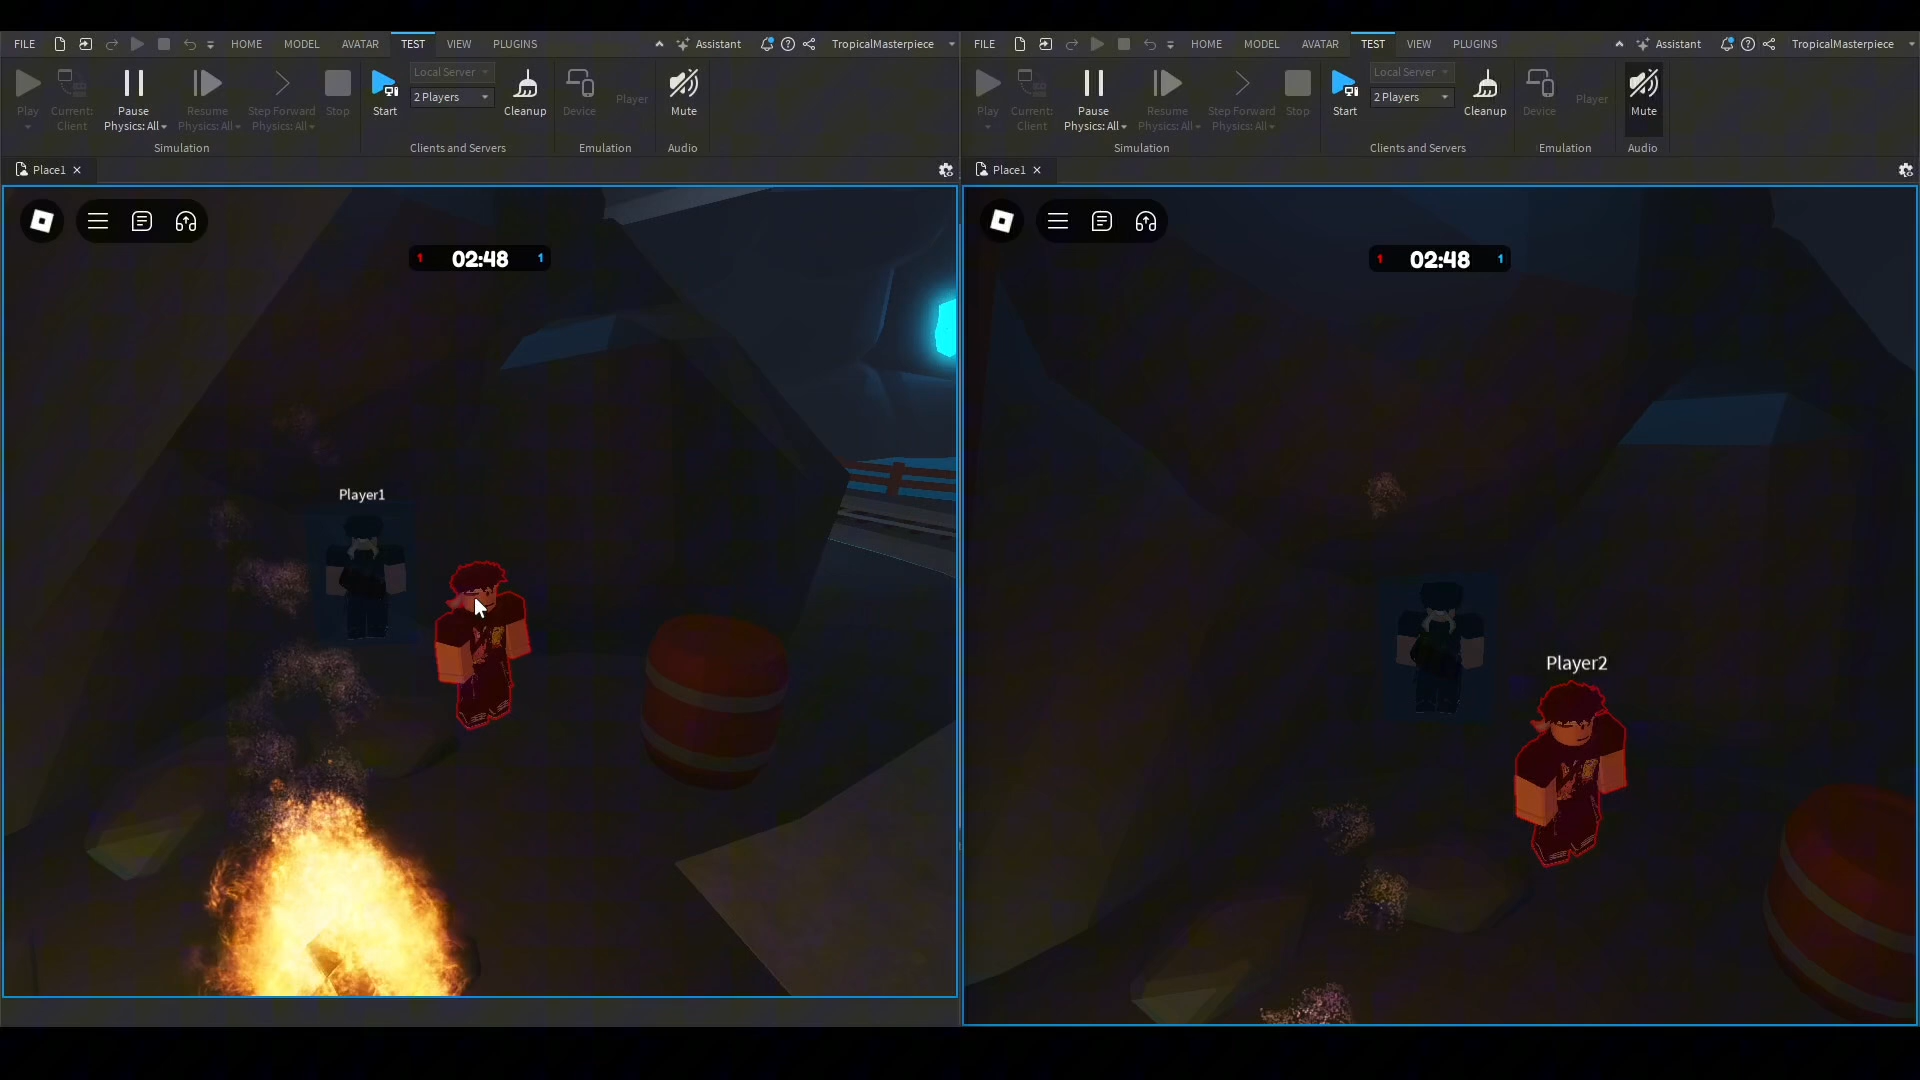 FILE HOME MODEL AVATAR TEST VIEW PLUGINS Assistant TropicalMasterpiece
Play Current: Client Pause Physics: All Resume Physics: All Step Forward Physics: All Stop Start Local Server 2 Players Cleanup Device Player Mute
Simulation Clients and Servers Emulation Audio
Place1
1 02:48 1
Player1
FILE HOME MODEL AVATAR TEST VIEW PLUGINS Assistant TropicalMasterpiece
Play Current: Client Pause Physics: All Resume Physics: All Step Forward Physics: All Stop Start Local Server 2 Players Cleanup Device Player Mute
Simulation Clients and Servers Emulation Audio
Place1
1 02:48 1
Player2